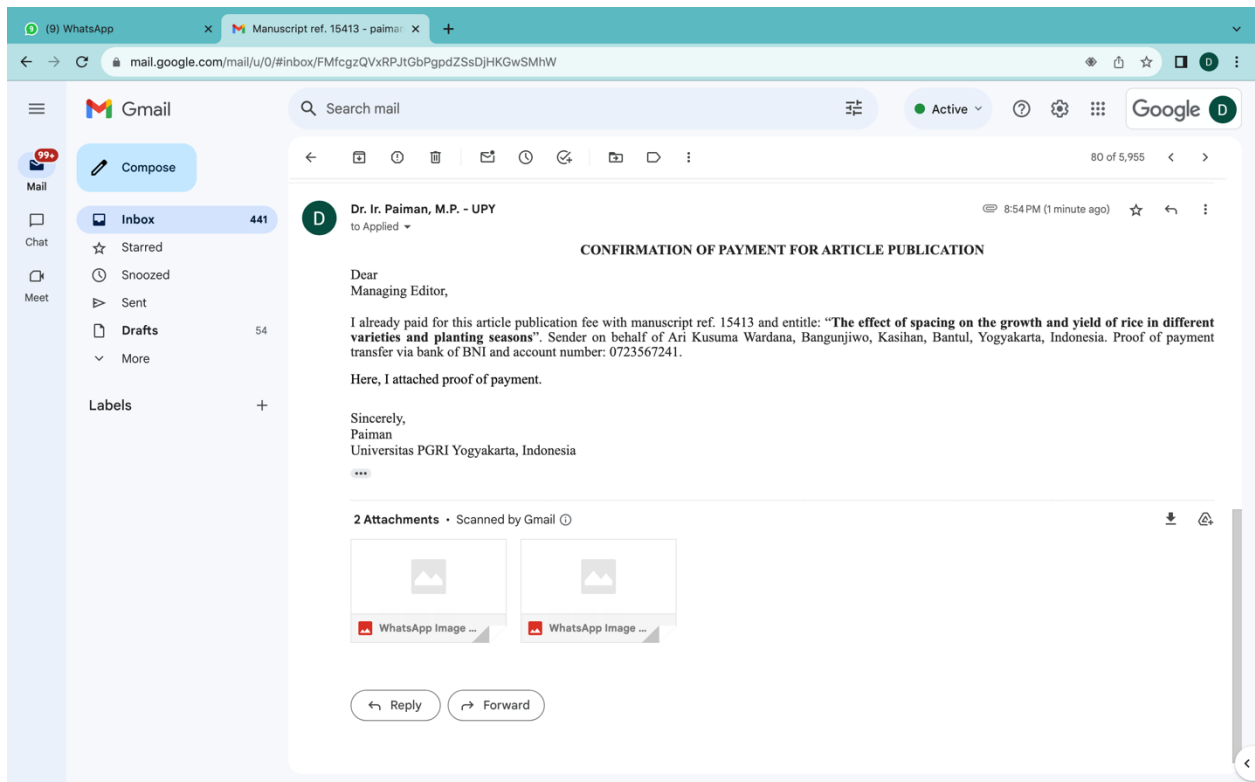 (9) WhatsApp
Manuscript ref. 15413 - paiman
mail.google.com/mail/u/0/#inbox/FMfcgzQVxRPJtGbPgpdZSsDjHKGwSMhW
D
Gmail
Search mail
Active
Google D
99+
Mail
Chat
Meet
Compose
Inbox 441
Starred
Snoozed
Sent
Drafts 54
More
Labels
80 of 5,955
D
Dr. Ir. Paiman, M.P. - UPY
8:54 PM (1 minute ago)
to Applied
CONFIRMATION OF PAYMENT FOR ARTICLE PUBLICATION
Dear
Managing Editor,
I already paid for this article publication fee with manuscript ref. 15413 and entitle: “The effect of spacing on the growth and yield of rice in different
varieties and planting seasons”. Sender on behalf of Ari Kusuma Wardana, Bangunjiwo, Kasihan, Bantul, Yogyakarta, Indonesia. Proof of payment
transfer via bank of BNI and account number: 0723567241.
Here, I attached proof of payment.
Sincerely,
Paiman
Universitas PGRI Yogyakarta, Indonesia
2 Attachments • Scanned by Gmail
WhatsApp Image ...
WhatsApp Image ...
Reply
Forward